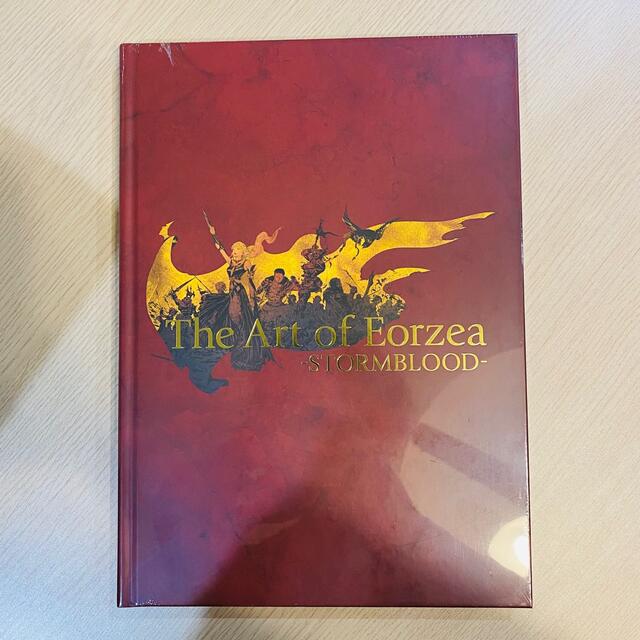 The Art of Eorzea
-STORMBLOOD-